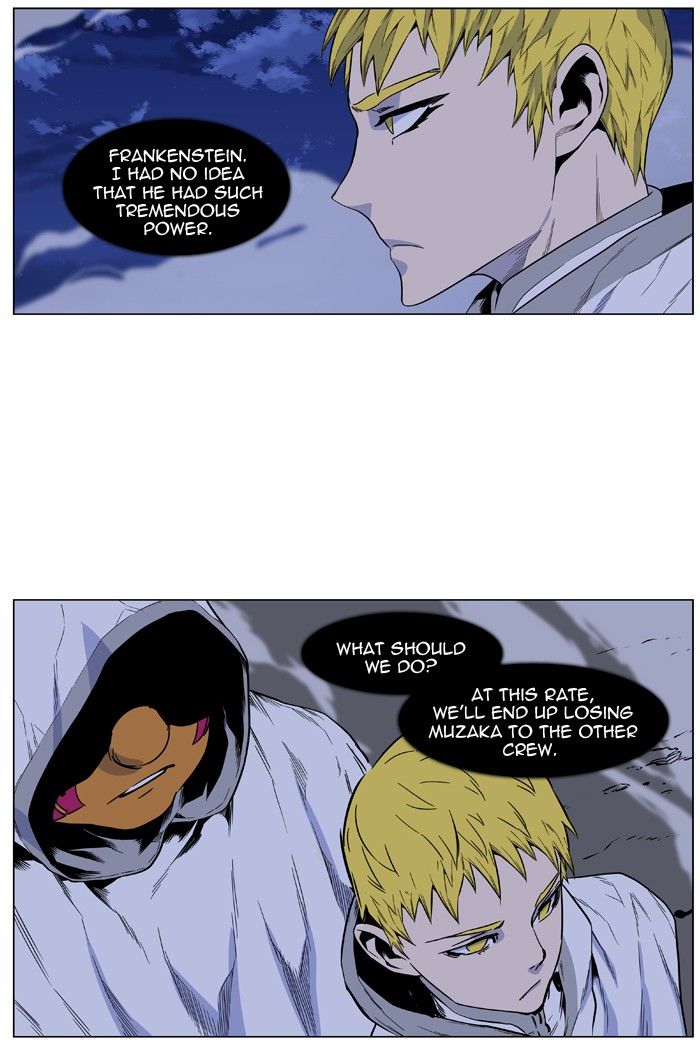 FRANKENSTEIN.
I HAD NO IDEA
THAT HE HAD SUCH
TREMENDOUS
POWER.
WHAT SHOULD
WE DO?
AT THIS RATE,
WE'LL END UP LOSING
MUZAKA TO THE OTHER
CREW.